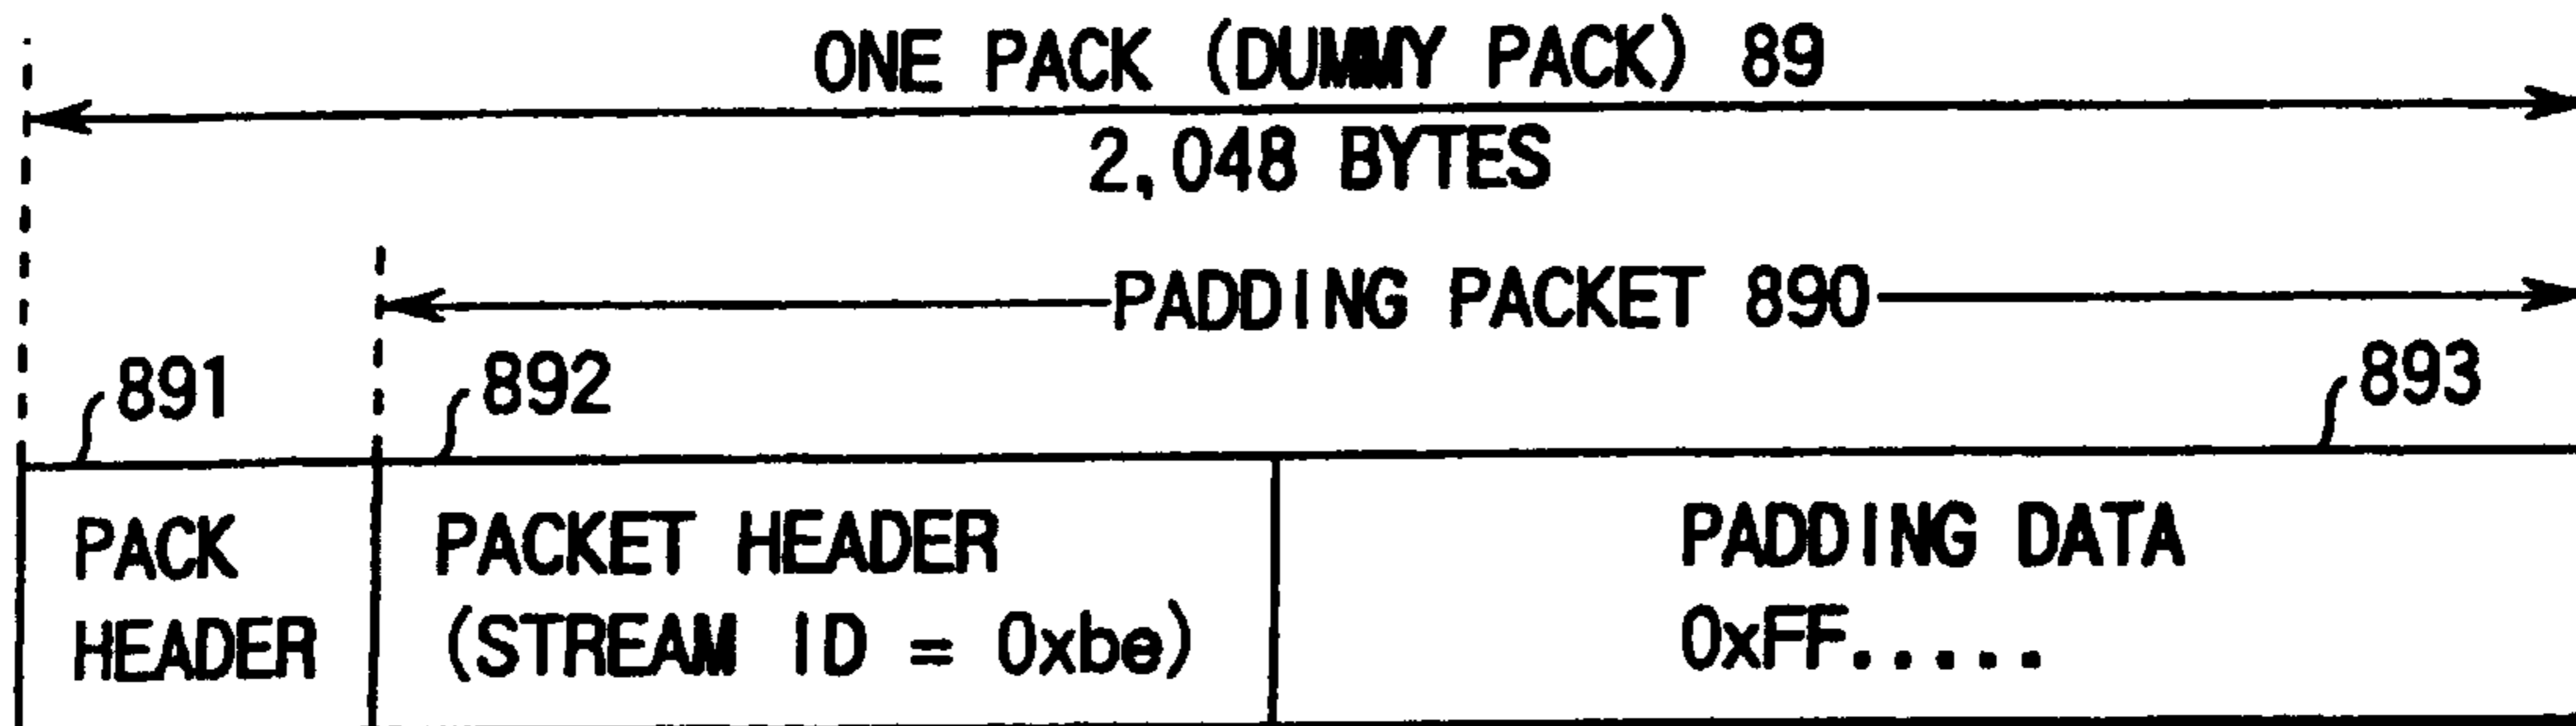 ONE PACK (DUMMY PACK) 89
2,048 BYTES
PADDING PACKET 890
891
892
893
PACK
HEADER
PACKET HEADER
(STREAM ID = 0xbe)
PADDING DATA
0xFF.....